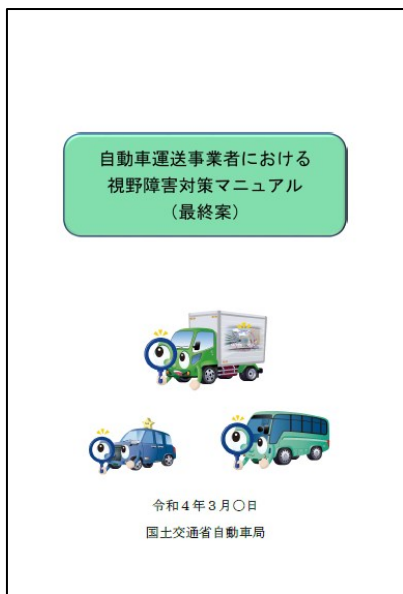 自動車運送事業者における
視野障害対策マニュアル
（最終案）
令和４年３月〇日
国土交通省自動車局